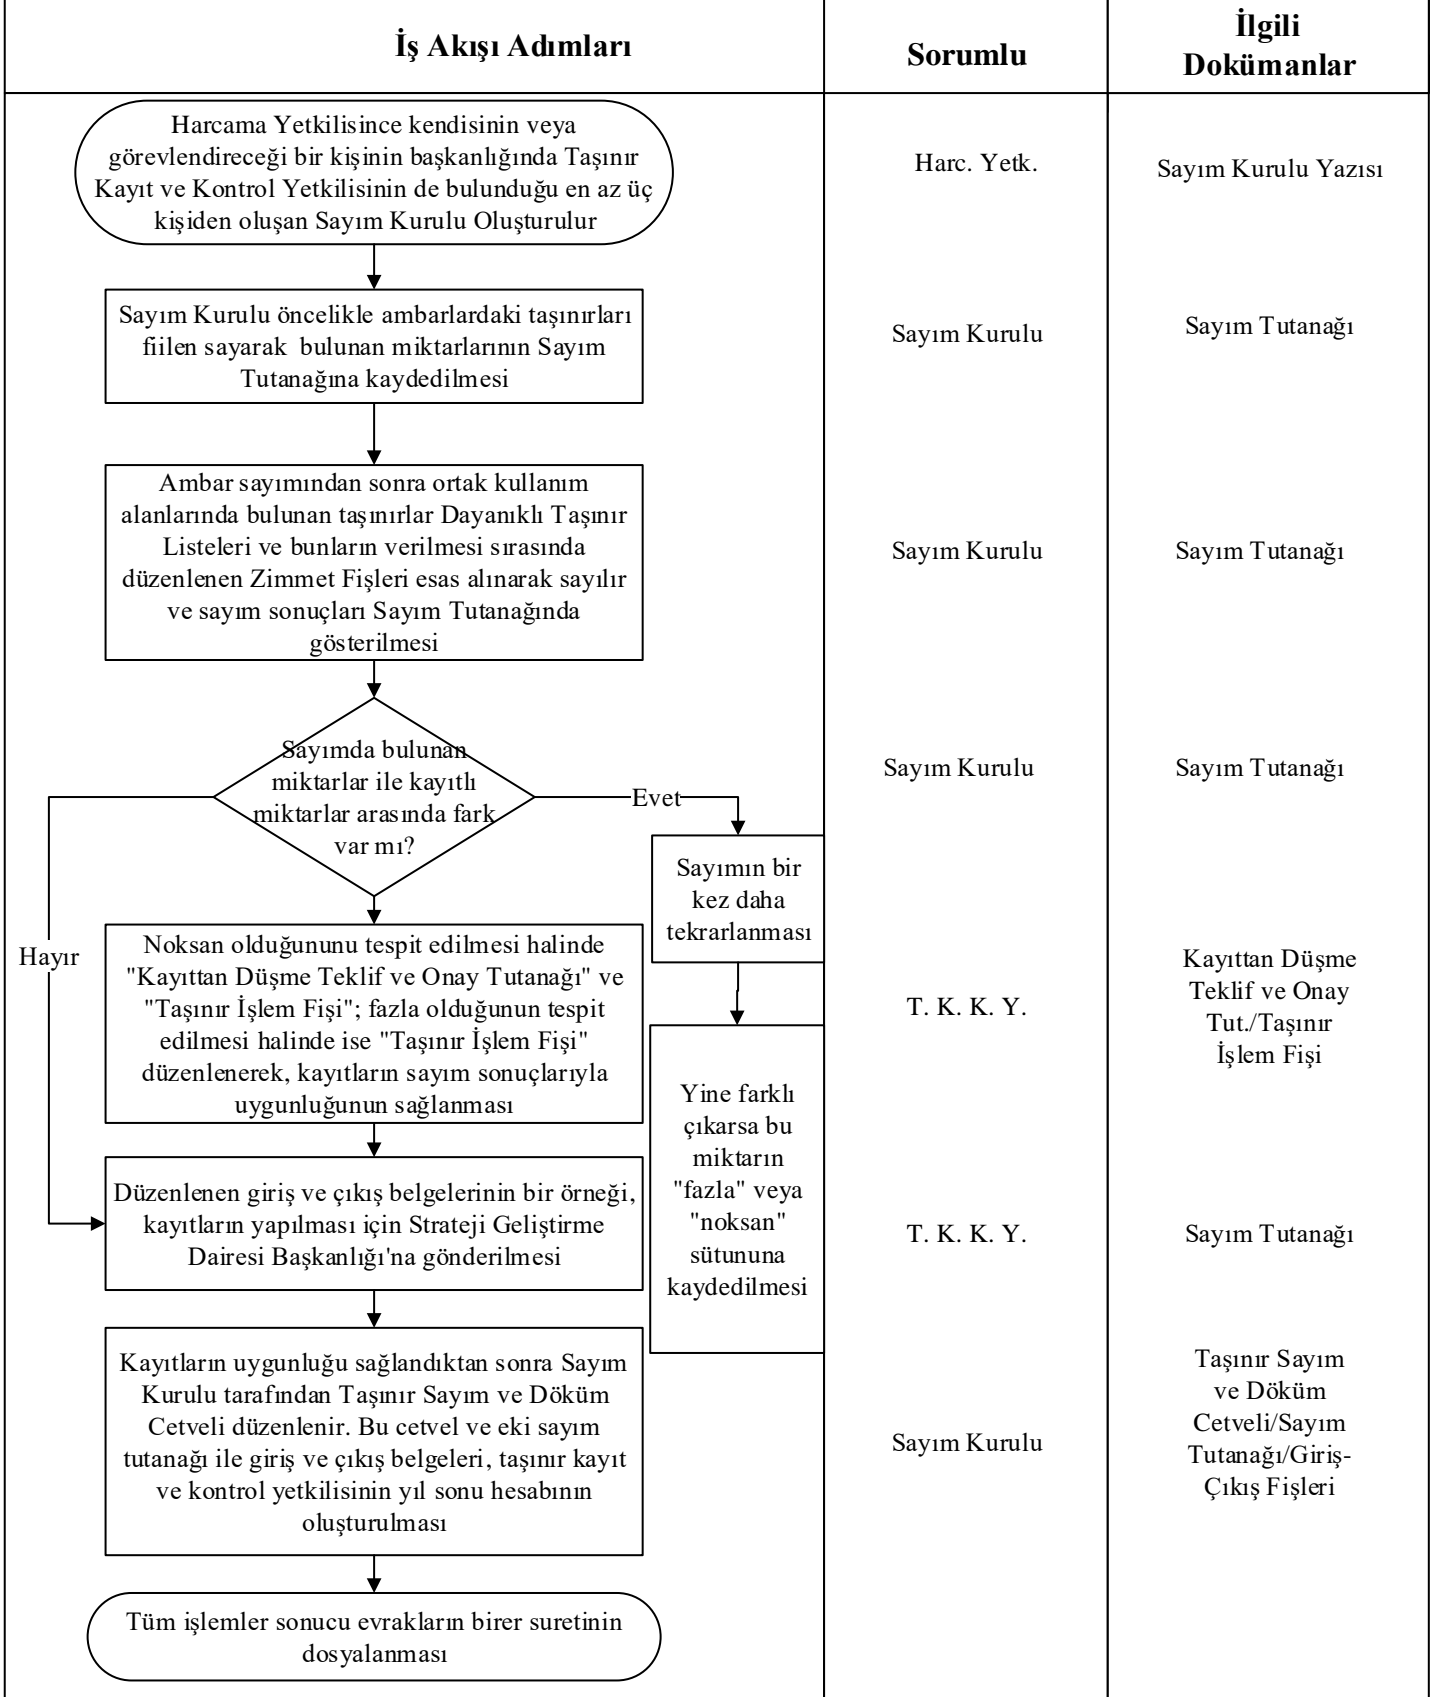 İş Akışı Adımları
Sorumlu
İlgili
Dokümanlar
Harcama Yetkilisince kendisinin veya
görevlendireceği bir kişinin başkanlığında Taşınır
Kayıt ve Kontrol Yetkilisinin de bulunduğu en az üç
kişiden oluşan Sayım Kurulu Oluşturulur
Harc. Yetk.
Sayım Kurulu Yazısı
Sayım Kurulu öncelikle ambarlardaki taşınırları
fiilen sayarak bulunan miktarlarının Sayım
Tutanağına kaydedilmesi
Sayım Kurulu
Sayım Tutanağı
Ambar sayımından sonra ortak kullanım
alanlarında bulunan taşınırlar Dayanıklı Taşınır
Listeleri ve bunların verilmesi sırasında
düzenlenen Zimmet Fişleri esas alınarak sayılır
ve sayım sonuçları Sayım Tutanağında
gösterilmesi
Sayım Kurulu
Sayım Tutanağı
Sayımda bulunan
miktarlar ile kayıtlı
miktarlar arasında fark
var mı?
Evet
Hayır
Sayım Kurulu
Sayım Tutanağı
Sayımın bir
kez daha
tekrarlanması
Noksan olduğununu tespit edilmesi halinde
"Kayıttan Düşme Teklif ve Onay Tutanağı" ve
"Taşınır İşlem Fişi"; fazla olduğunun tespit
edilmesi halinde ise "Taşınır İşlem Fişi"
düzenlenerek, kayıtların sayım sonuçlarıyla
uygunluğunun sağlanması
T. K. K. Y.
Kayıttan Düşme
Teklif ve Onay
Tut./Taşınır
İşlem Fişi
Yine farklı
çıkarsa bu
miktarın
"fazla" veya
"noksan"
sütununa
kaydedilmesi
Düzenlenen giriş ve çıkış belgelerinin bir örneği,
kayıtların yapılması için Strateji Geliştirme
Dairesi Başkanlığı'na gönderilmesi
T. K. K. Y.
Sayım Tutanağı
Kayıtların uygunluğu sağlandıktan sonra Sayım
Kurulu tarafından Taşınır Sayım ve Döküm
Cetveli düzenlenir. Bu cetvel ve eki sayım
tutanağı ile giriş ve çıkış belgeleri, taşınır kayıt
ve kontrol yetkilisinin yıl sonu hesabının
oluşturulması
Sayım Kurulu
Taşınır Sayım
ve Döküm
Cetveli/Sayım
Tutanağı/Giriş-
Çıkış Fişleri
Tüm işlemler sonucu evrakların birer suretinin
dosyalanması